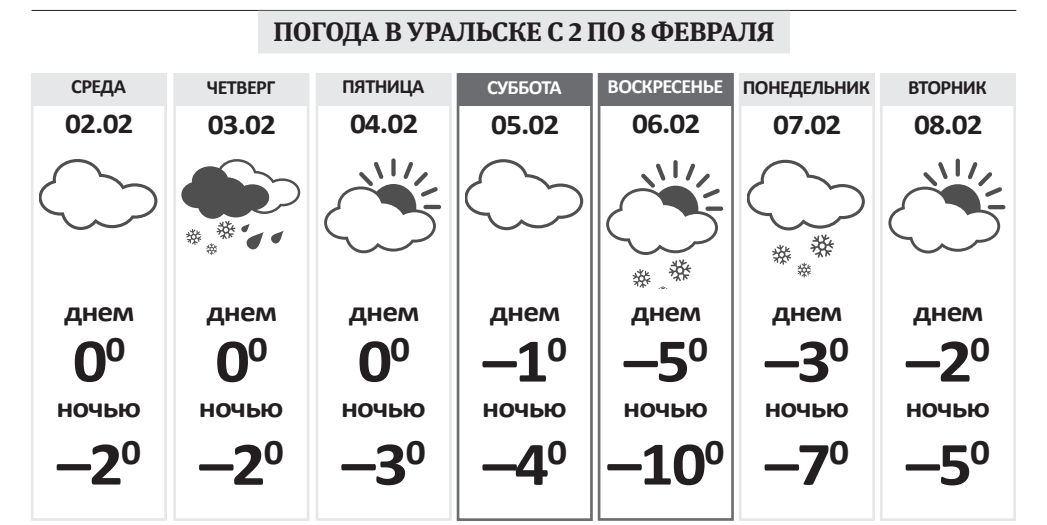 ПОГОДА В УРАЛЬСКЕ С 2 ПО 8 ФЕВРАЛЯ
СРЕДА
02.02
днем
0⁰
ночью
–2⁰
ЧЕТВЕРГ
03.02
днем
0⁰
ночью
–2⁰
ПЯТНИЦА
04.02
днем
0⁰
ночью
–3⁰
СУББОТА
05.02
днем
–1⁰
ночью
–4⁰
ВОСКРЕСЕНЬЕ
06.02
днем
–5⁰
ночью
–10⁰
ПОНЕДЕЛЬНИК
07.02
днем
–3⁰
ночью
–7⁰
ВТОРНИК
08.02
днем
–2⁰
ночью
–5⁰